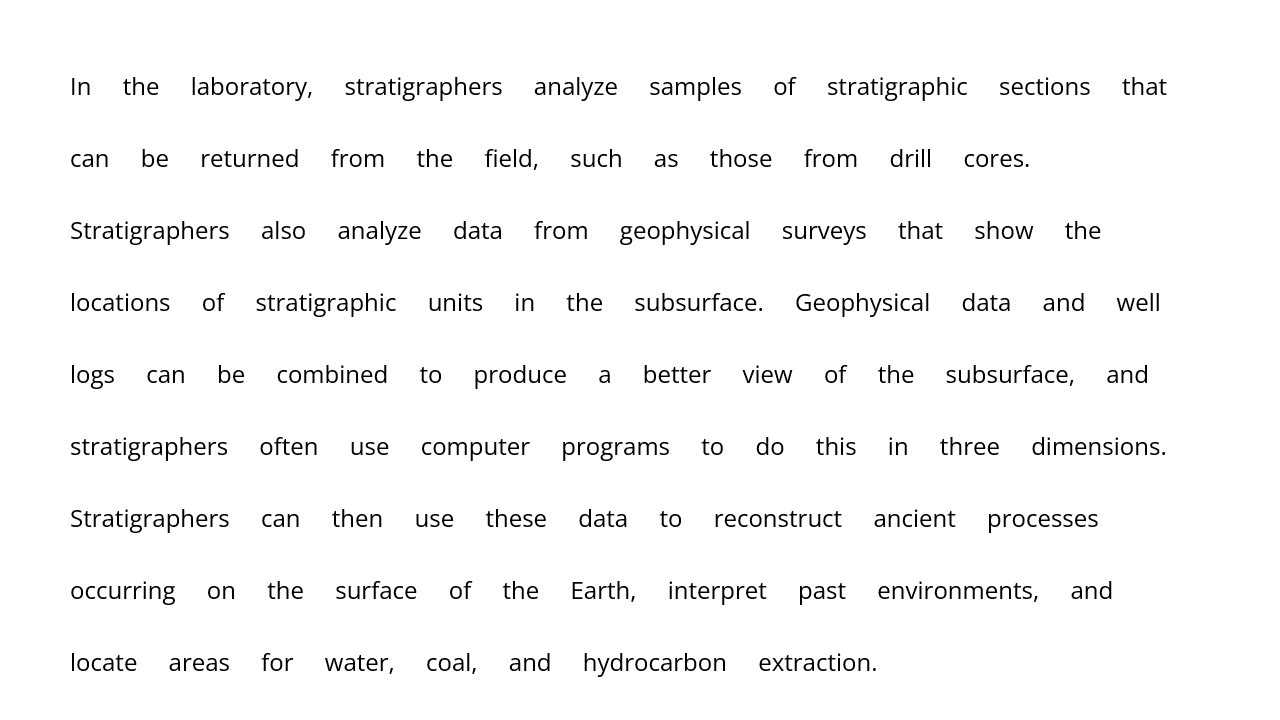 In the laboratory, stratigraphers analyze samples of stratigraphic sections that
can be returned from the field, such as those from drill cores.
Stratigraphers also analyze data from geophysical surveys that show the
locations of stratigraphic units in the subsurface. Geophysical data and well
logs can be combined to produce a better view of the subsurface, and
stratigraphers often use computer programs to do this in three dimensions.
Stratigraphers can then use these data to reconstruct ancient processes
occurring on the surface of the Earth, interpret past environments, and
locate areas for water, coal, and hydrocarbon extraction.